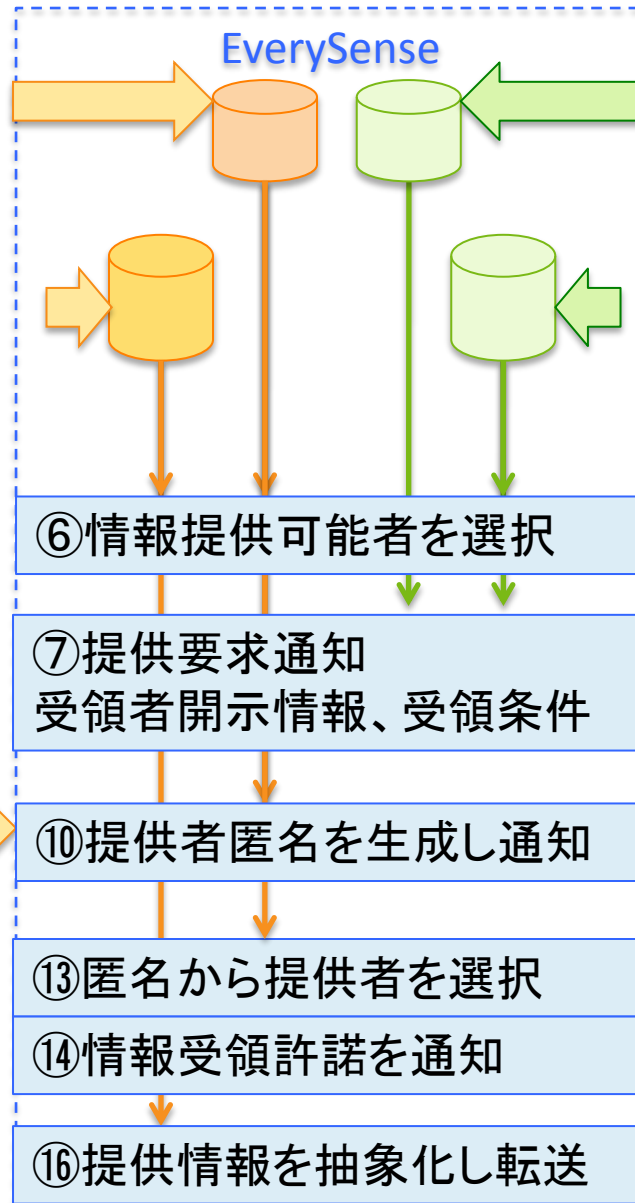 EverySense
⑥情報提供可能者を選択
⑦提供要求通知
受領者開示情報、受領条件
⑩提供者匿名を生成し通知
⑬匿名から提供者を選択
⑭情報受領許諾を通知
⑯提供情報を抽象化し転送